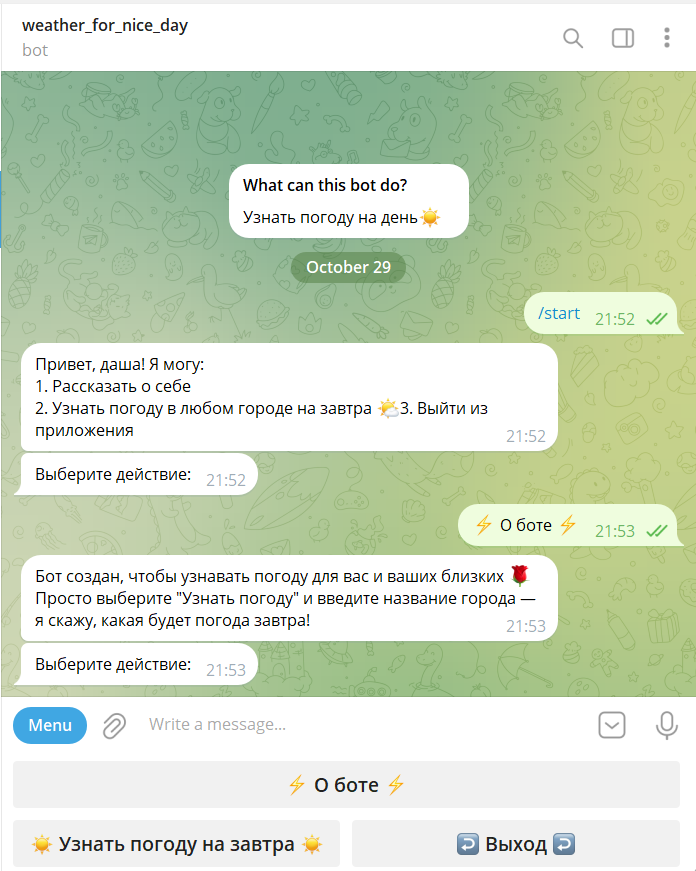 weather_for_nice_day
bot
What can this bot do?
Узнать погоду на день☀️
October 29
/start 21:52
Привет, даша! Я могу:
1. Рассказать о себе
2. Узнать погоду в любом городе на завтра 🌤️3. Выйти из
приложения
21:52
Выберите действие: 21:52
⚡ О боте ⚡ 21:53
Бот создан, чтобы узнавать погоду для вас и ваших близких 🌹
Просто выберите "Узнать погоду" и введите название города —
я скажу, какая будет погода завтра!
21:53
Выберите действие: 21:53
Menu Write a message...
⚡ О боте ⚡
☀️ Узнать погоду на завтра ☀️ ↩️ Выход ↩️